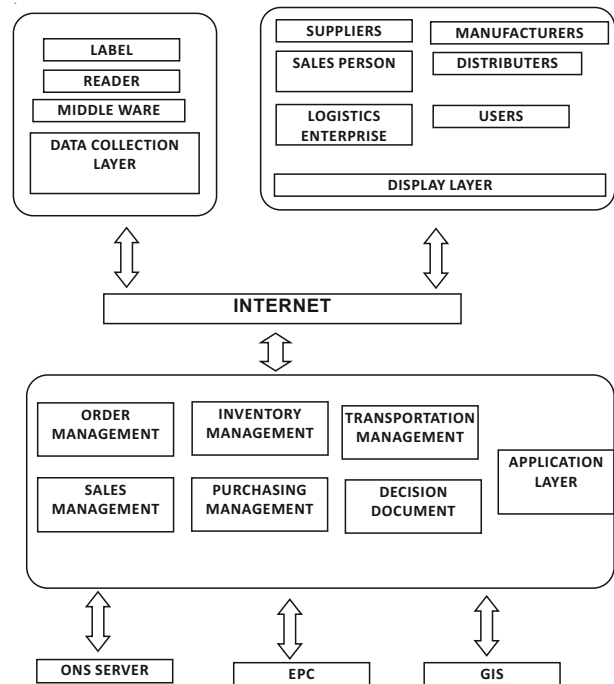 LABEL
READER
MIDDLE WARE
DATA COLLECTION
LAYER
SUPPLIERS
MANUFACTURERS
SALES PERSON
DISTRIBUTERS
LOGISTICS
ENTERPRISE
USERS
DISPLAY LAYER
INTERNET
ORDER
MANAGEMENT
INVENTORY
MANAGEMENT
TRANSPORTATION
MANAGEMENT
APPLICATION
LAYER
SALES
MANAGEMENT
PURCHASING
MANAGEMENT
DECISION
DOCUMENT
ONS SERVER
EPC
GIS